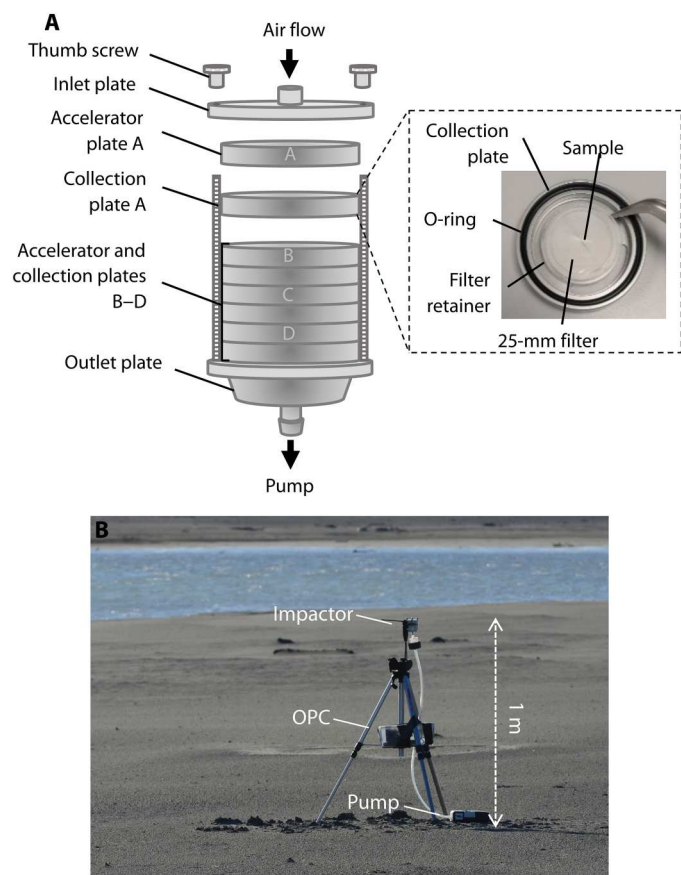 A
Air flow
Thumb screw
Inlet plate
Accelerator
plate A
A
Collection
plate A
Accelerator and
collection plates
B–D
B
C
D
Outlet plate
Pump
Collection
plate
Sample
O-ring
Filter
retainer
25-mm filter
B
Impactor
1 m
OPC
Pump